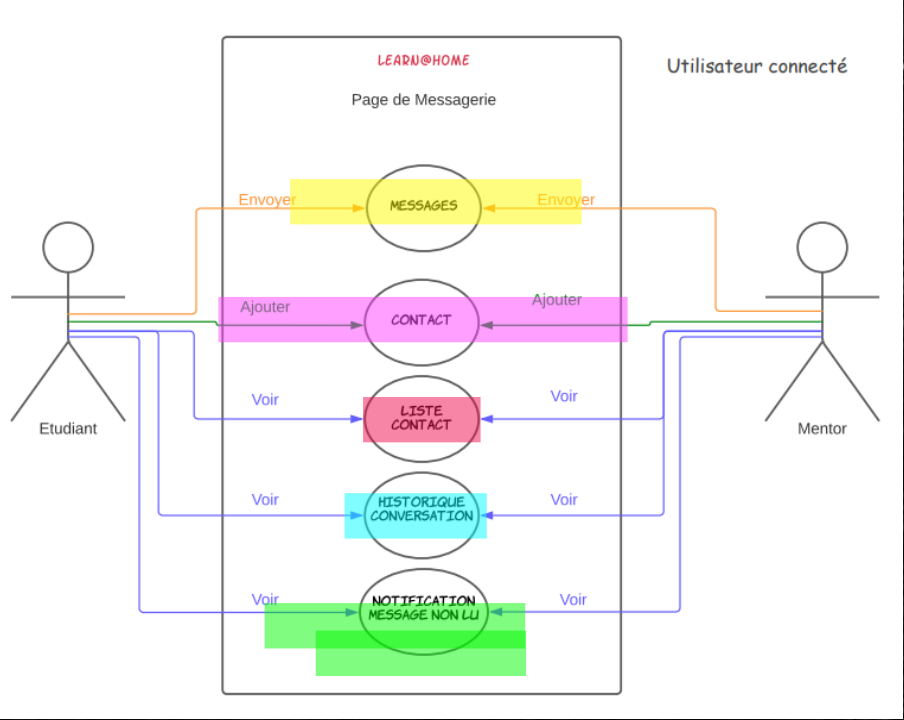 LEARN@HOME
Utilisateur connecté
Page de Messagerie
Envoyer
MESSAGES
Envoyer
Ajouter
CONTACT
Ajouter
Etudiant
Voir
LISTE
CONTACT
Voir
Mentor
Voir
HISTORIQUE
CONVERSATION
Voir
Voir
NOTIFICATION
MESSAGE NON LU
Voir